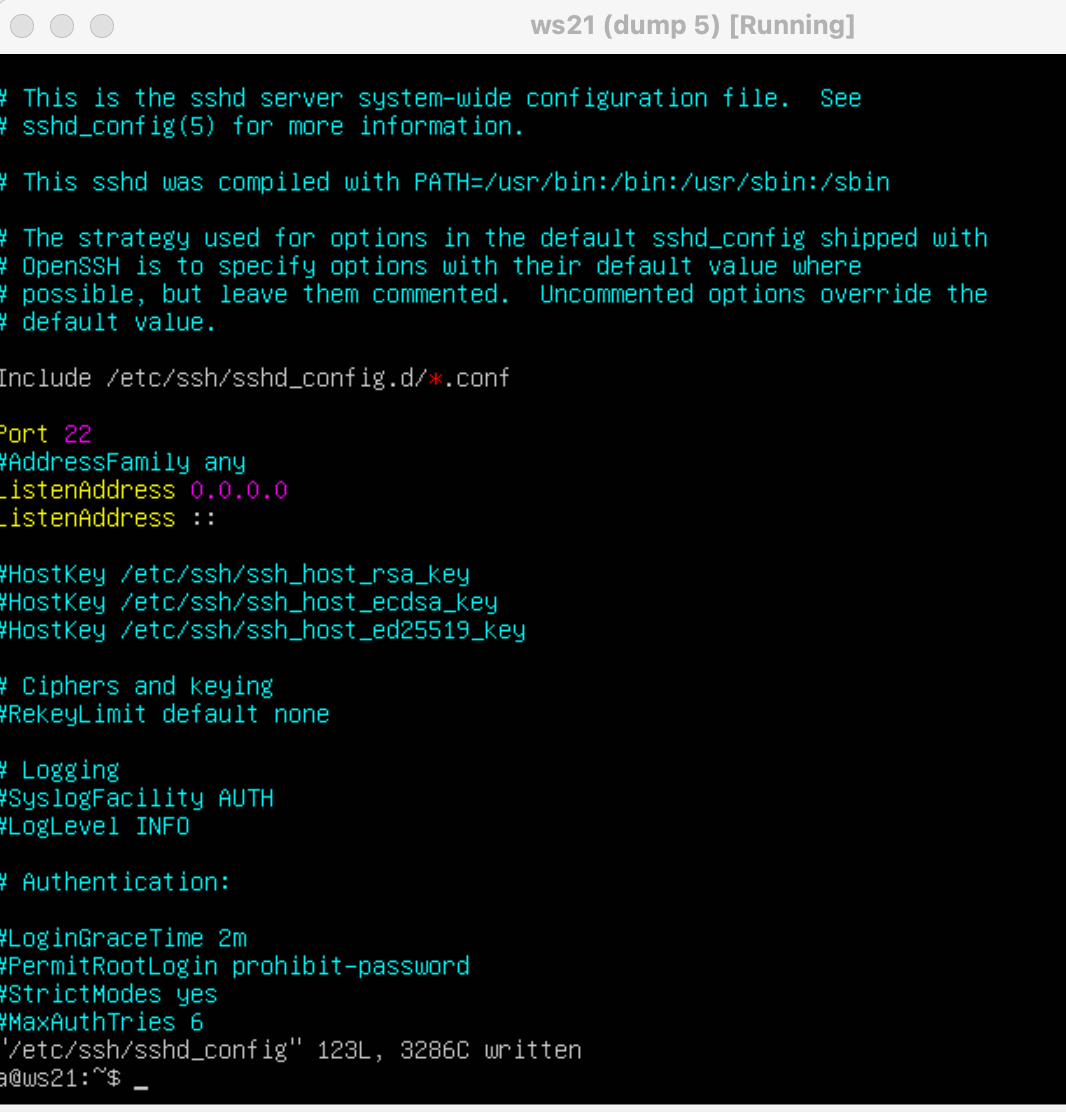 ws21 (dump 5) [Running]
# This is the sshd server system-wide configuration file.  See
# sshd_config(5) for more information.
# This sshd was compiled with PATH=/usr/bin:/bin:/usr/sbin:/sbin
# The strategy used for options in the default sshd_config shipped with
# OpenSSH is to specify options with their default value where
# possible, but leave them commented.  Uncommented options override the
# default value.
Include /etc/ssh/sshd_config.d/*.conf
Port 22
#AddressFamily any
ListenAddress 0.0.0.0
ListenAddress ::
#HostKey /etc/ssh/ssh_host_rsa_key
#HostKey /etc/ssh/ssh_host_ecdsa_key
#HostKey /etc/ssh/ssh_host_ed25519_key
# Ciphers and keying
#RekeyLimit default none
# Logging
#SyslogFacility AUTH
#LogLevel INFO
# Authentication:
#LoginGraceTime 2m
#PermitRootLogin prohibit-password
#StrictModes yes
#MaxAuthTries 6
"/etc/ssh/sshd_config" 123L, 3286C written
a@ws21:~$ _